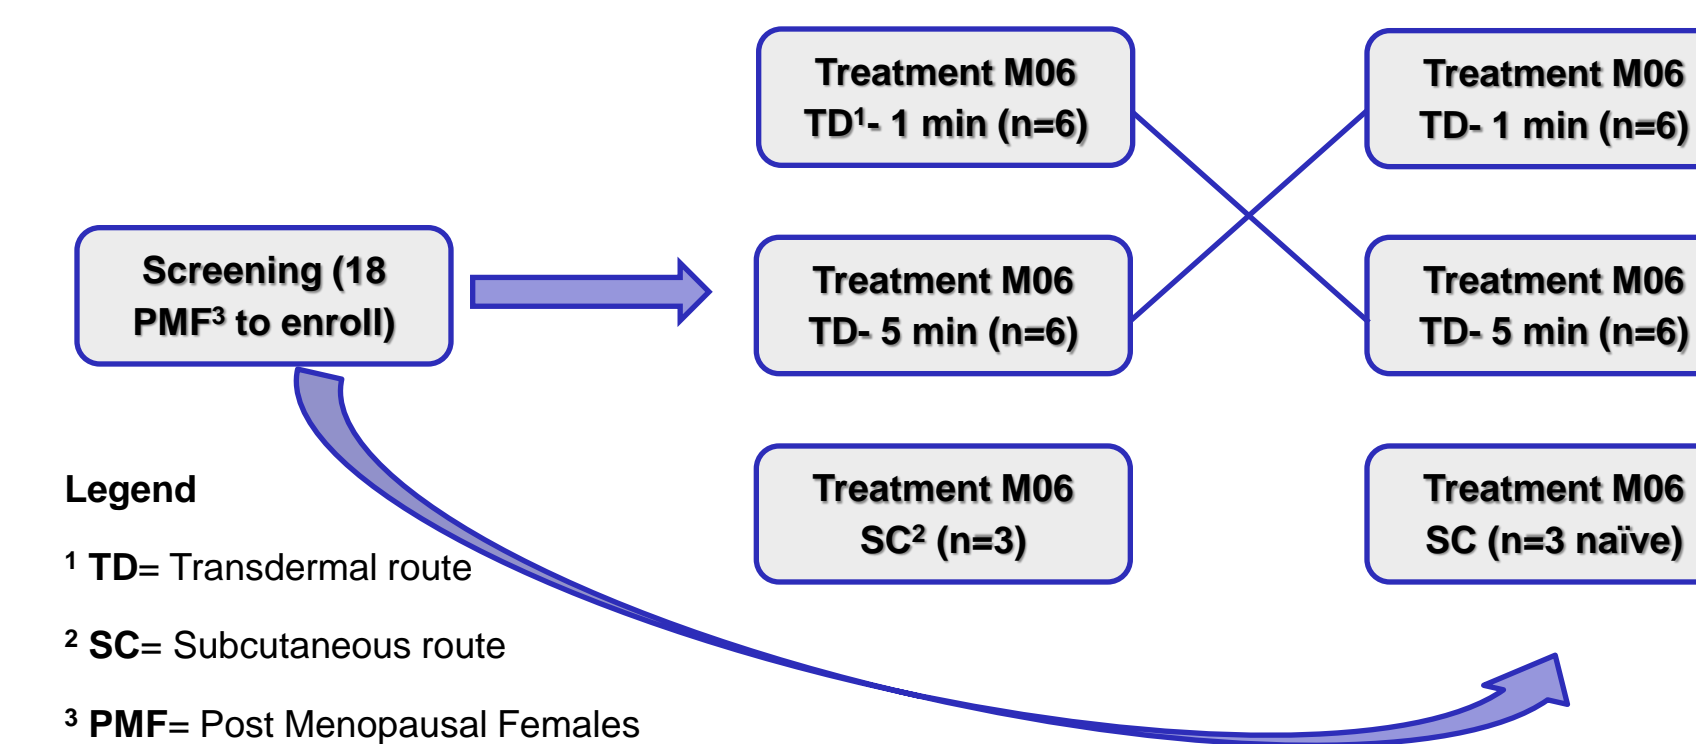 Treatment M06
TD¹- 1 min (n=6)
Treatment M06
TD- 1 min (n=6)
Screening (18
PMF³ to enroll)
Treatment M06
TD- 5 min (n=6)
Treatment M06
TD- 5 min (n=6)
Treatment M06
SC² (n=3)
Treatment M06
SC (n=3 naïve)
Legend
¹ TD= Transdermal route
² SC= Subcutaneous route
³ PMF= Post Menopausal Females